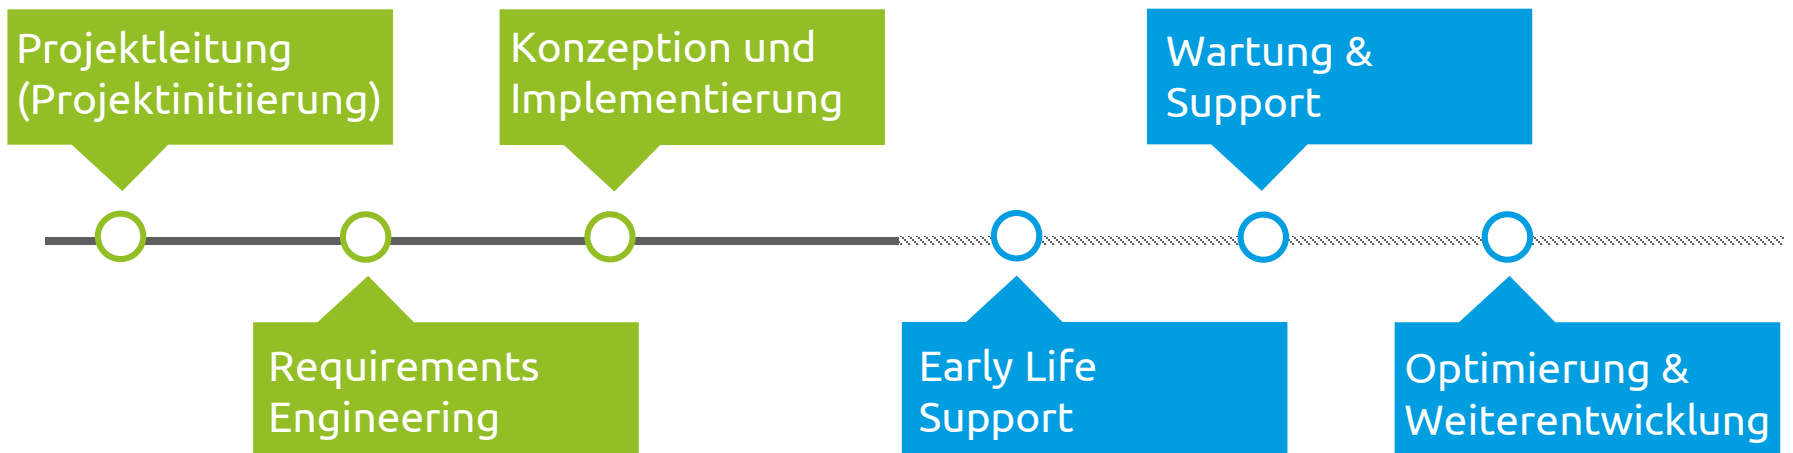 Projektleitung
(Projektinitiierung)
Requirements
Engineering
Konzeption und
Implementierung
Early Life
Support
Wartung &
Support
Optimierung &
Weiterentwicklung